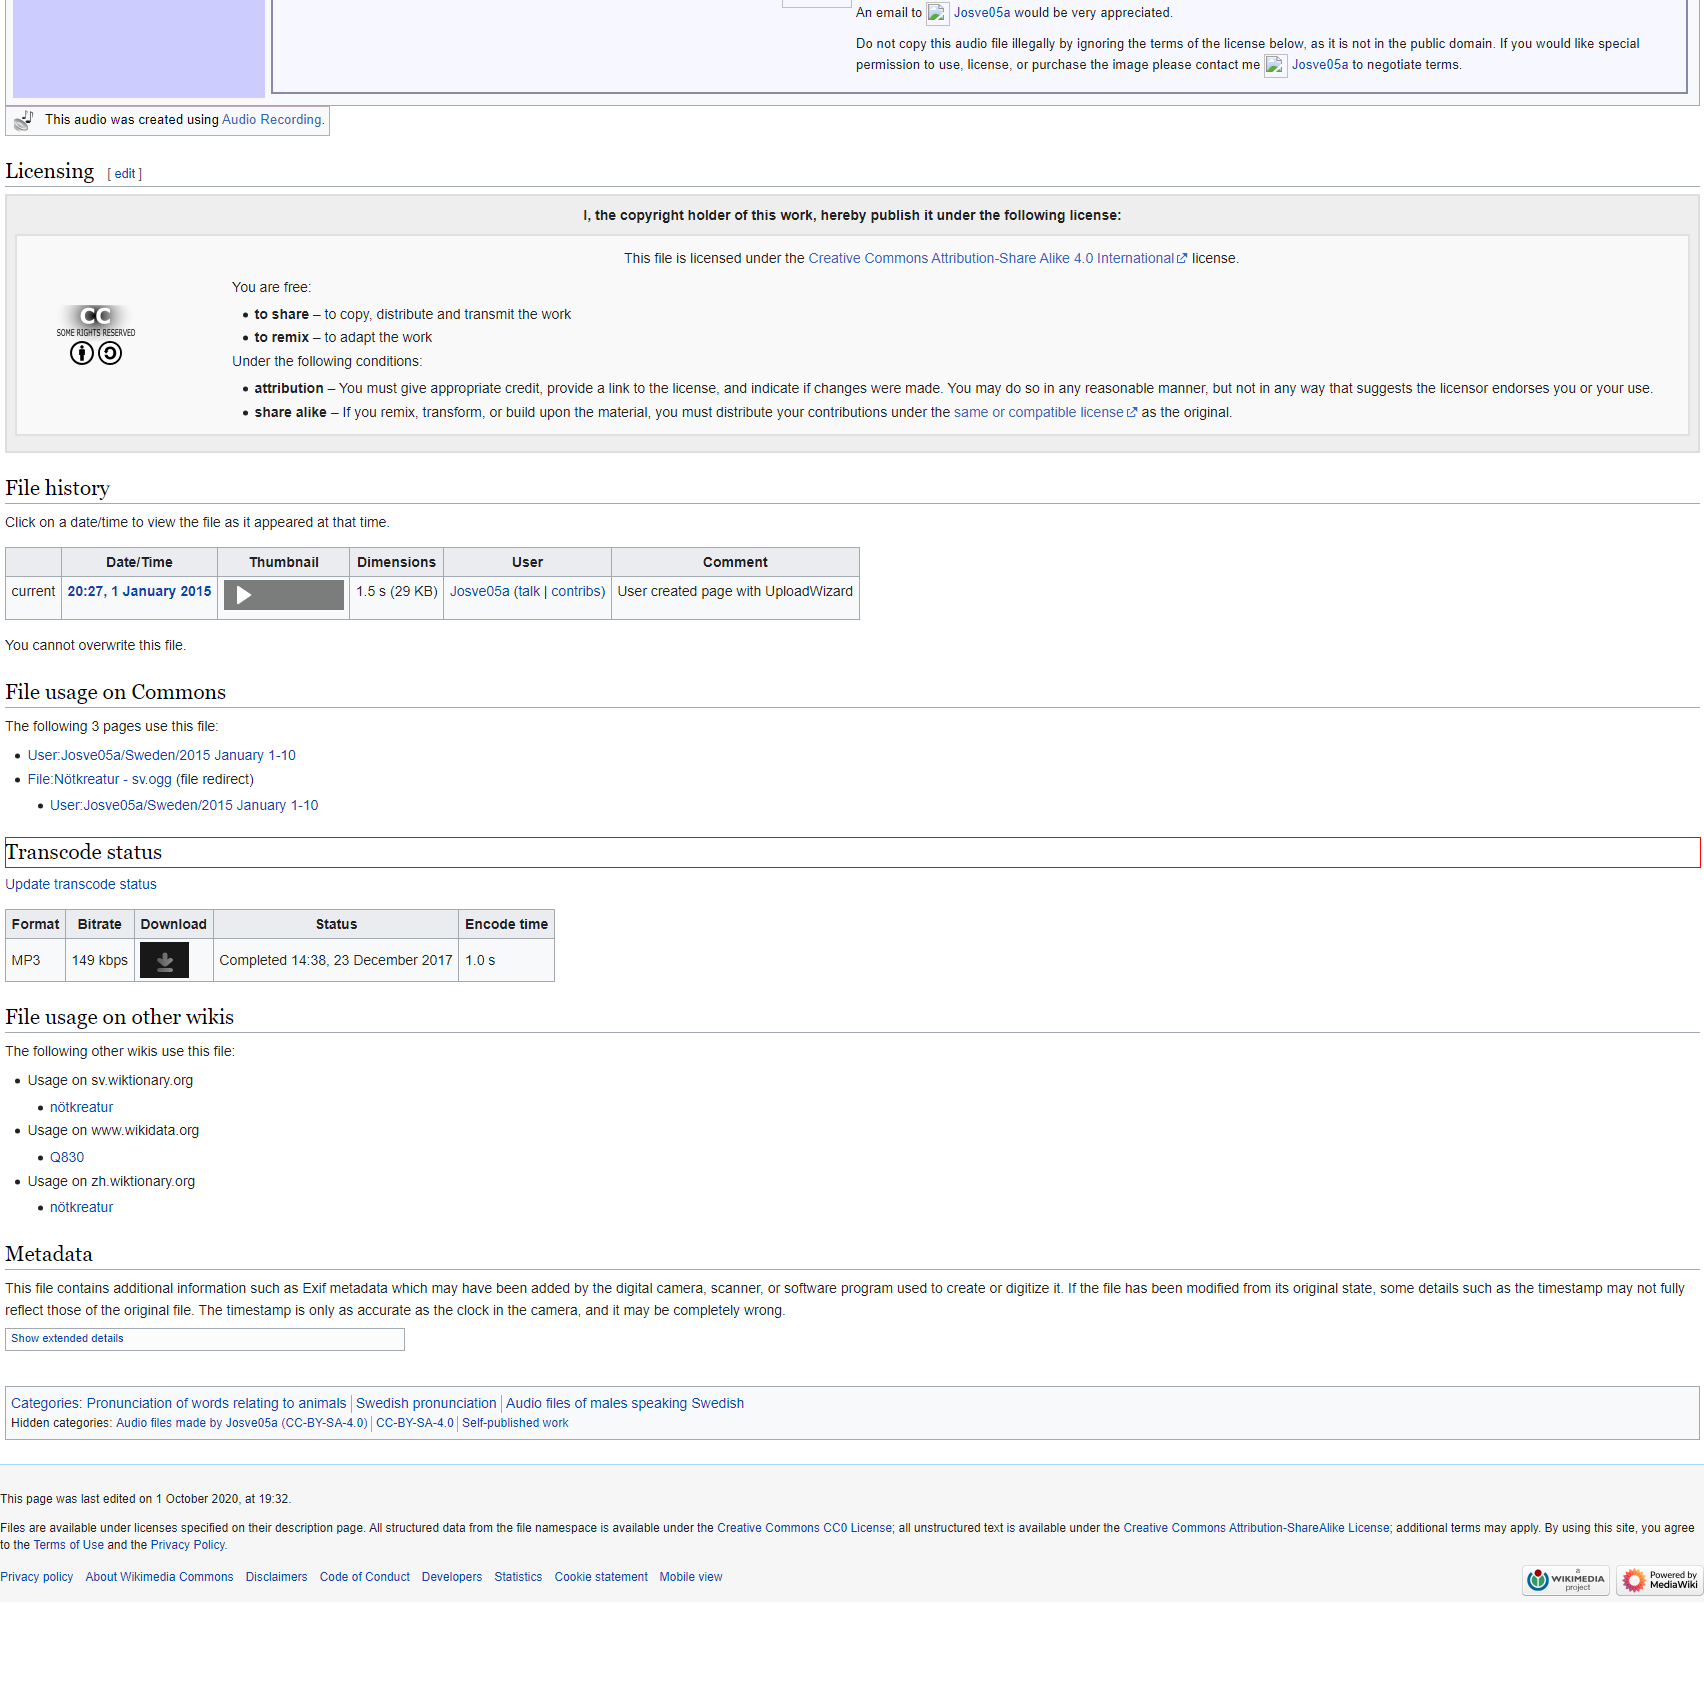 An email to Josve05a would be very appreciated.
Do not copy this audio file illegally by ignoring the terms of the license below, as it is not in the public domain. If you would like special
permission to use, license, or purchase the image please contact me Josve05a to negotiate terms.
This audio was created using Audio Recording.
Licensing [ edit ]
I, the copyright holder of this work, hereby publish it under the following license:
This file is licensed under the Creative Commons Attribution-Share Alike 4.0 International license.
CC
SOME RIGHTS RESERVED
You are free:
• to share – to copy, distribute and transmit the work
• to remix – to adapt the work
Under the following conditions:
• attribution – You must give appropriate credit, provide a link to the license, and indicate if changes were made. You may do so in any reasonable manner, but not in any way that suggests the licensor endorses you or your use.
• share alike – If you remix, transform, or build upon the material, you must distribute your contributions under the same or compatible license as the original.
File history
Click on a date/time to view the file as it appeared at that time.
Date/Time Thumbnail Dimensions User Comment
current 20:27, 1 January 2015 1.5 s (29 KB) Josve05a (talk | contribs) User created page with UploadWizard
You cannot overwrite this file.
File usage on Commons
The following 3 pages use this file:
• User:Josve05a/Sweden/2015 January 1-10
• File:Nötkreatur - sv.ogg (file redirect)
• User:Josve05a/Sweden/2015 January 1-10
Transcode status
Update transcode status
Format Bitrate Download Status Encode time
MP3 149 kbps Completed 14:38, 23 December 2017 1.0 s
File usage on other wikis
The following other wikis use this file:
• Usage on sv.wiktionary.org
• nötkreatur
• Usage on www.wikidata.org
• Q830
• Usage on zh.wiktionary.org
• nötkreatur
Metadata
This file contains additional information such as Exif metadata which may have been added by the digital camera, scanner, or software program used to create or digitize it. If the file has been modified from its original state, some details such as the timestamp may not fully
reflect those of the original file. The timestamp is only as accurate as the clock in the camera, and it may be completely wrong.
Show extended details
Categories: Pronunciation of words relating to animals | Swedish pronunciation | Audio files of males speaking Swedish
Hidden categories: Audio files made by Josve05a (CC-BY-SA-4.0) | CC-BY-SA-4.0 | Self-published work
This page was last edited on 1 October 2020, at 19:32.
Files are available under licenses specified on their description page. All structured data from the file namespace is available under the Creative Commons CC0 License; all unstructured text is available under the Creative Commons Attribution-ShareAlike License; additional terms may apply. By using this site, you agree
to the Terms of Use and the Privacy Policy.
Privacy policy About Wikimedia Commons Disclaimers Code of Conduct Developers Statistics Cookie statement Mobile view
a WIKIMEDIA project
Powered by MediaWiki